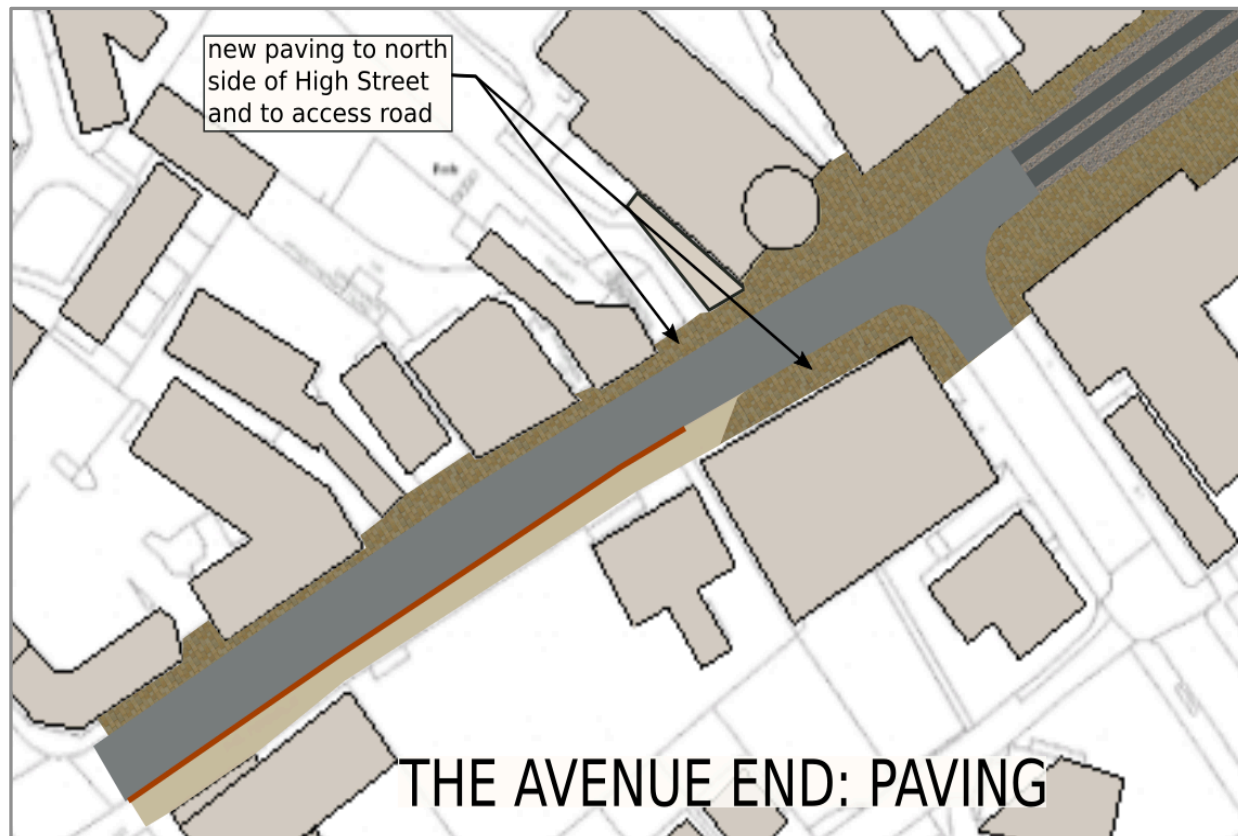 new paving to north
side of High Street
and to access road
THE AVENUE END: PAVING